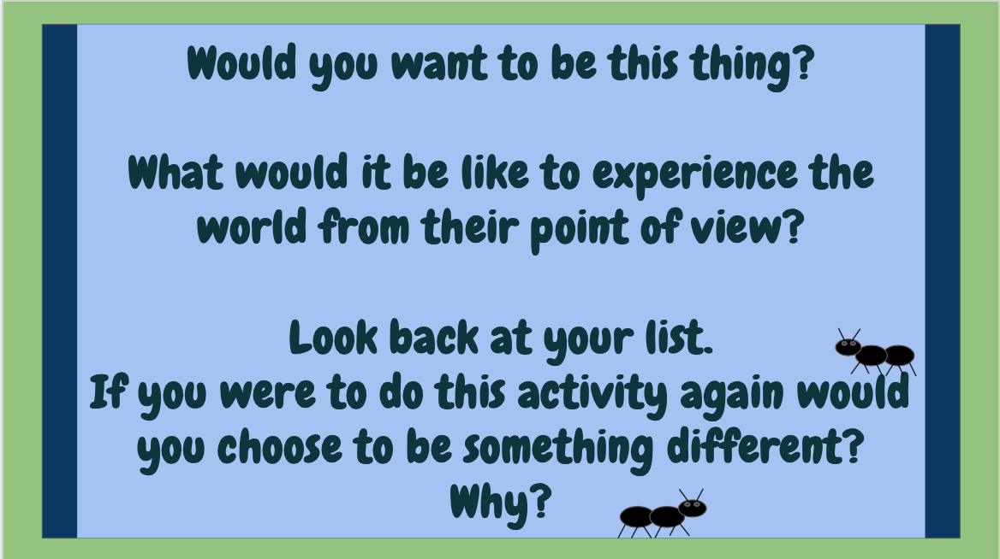 Would you want to be this thing?
What would it be like to experience the
world from their point of view?
Look back at your list.
If you were to do this activity again would
you choose to be something different?
Why?